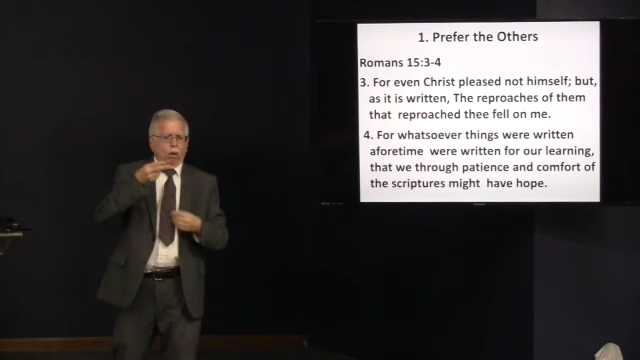 1. Prefer the Others
Romans 15:3-4
3. For even Christ pleased not himself; but,
as it is written, The reproaches of them
that reproached thee fell on me.
4. For whatsoever things were written
aforetime were written for our learning,
that we through patience and comfort of
the scriptures might have hope.